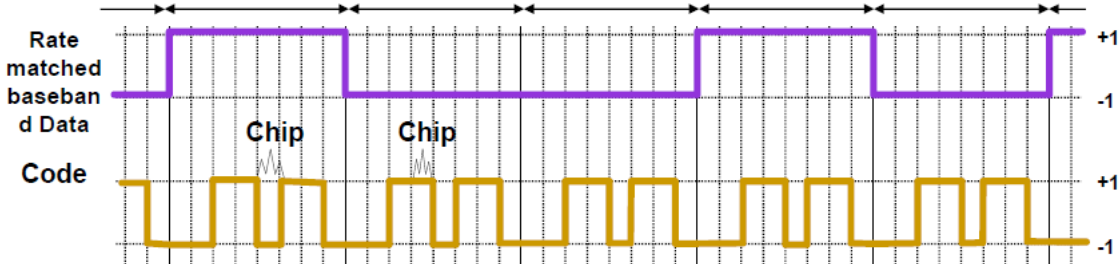 Rate
matched
baseban
d Data
+1
-1
Chip
Chip
Code
+1
-1